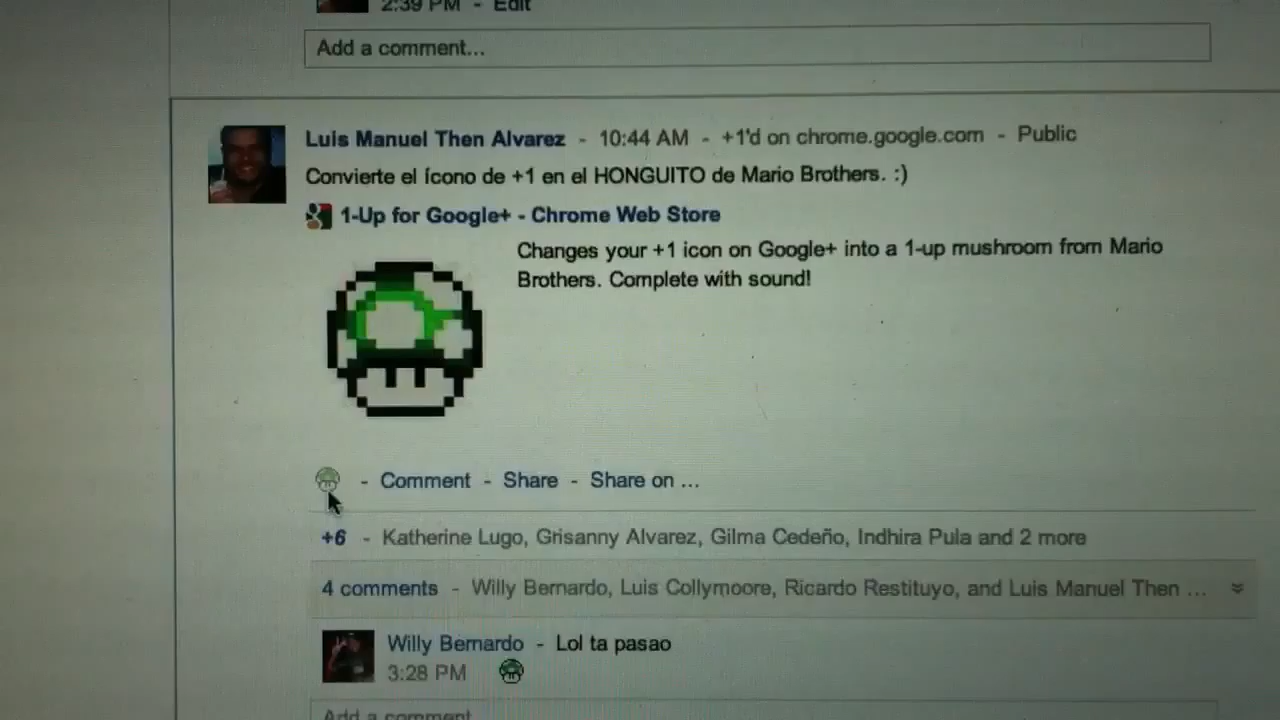 2:39 PM - Edit
Add a comment...
Luis Manuel Then Alvarez - 10:44 AM - +1'd on chrome.google.com - Public
Convierte el ícono de +1 en el HONGUITO de Mario Brothers. :)
1-Up for Google+ - Chrome Web Store
Changes your +1 icon on Google+ into a 1-up mushroom from Mario
Brothers. Complete with sound!
- Comment - Share - Share on ...
+6 - Katherine Lugo, Grisanny Alvarez, Gilma Cedeño, Indhira Pula and 2 more
4 comments - Willy Bernardo, Luis Collymoore, Ricardo Restituyo, and Luis Manuel Then ...
Willy Bernardo - Lol ta pasao
3:28 PM
Add a comment